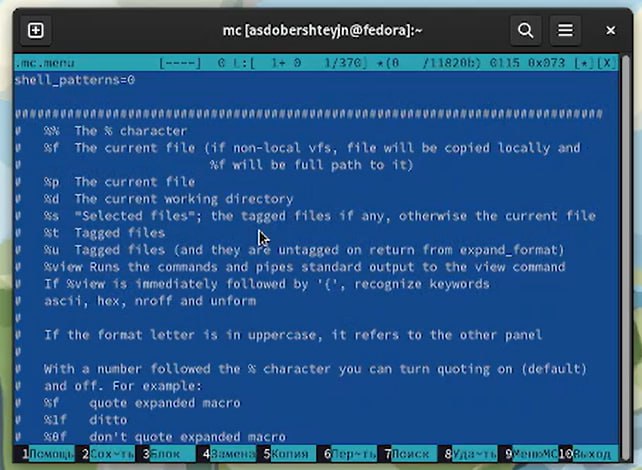 mc [asdobershteyjn@fedora]:~
.mc.menu [----] 0 L:[ 1+ 0 1/370] *(0 /11820b) 0115 0x073 [*][X]
shell_patterns=0
################################################################################
# %% The % character
# %f The current file (if non-local vfs, file will be copied locally and
# %f will be full path to it)
# %p The current file
# %d The current working directory
# %s "Selected files"; the tagged files if any, otherwise the current file
# %t Tagged files
# %u Tagged files (and they are untagged on return from expand_format)
# %view Runs the commands and pipes standard output to the view command
# If %view is immediately followed by '{', recognize keywords
# ascii, hex, nroff and unform
#
# If the format letter is in uppercase, it refers to the other panel
#
# With a number followed the % character you can turn quoting on (default)
# and off. For example:
# %f quote expanded macro
# %1f ditto
# %0f don't quote expanded macro
1Помощь 2Сох~ть 3Блок 4Замена 5Копия 6Пер~ть 7Поиск 8Уда~ть 9МенюMC 10Выход